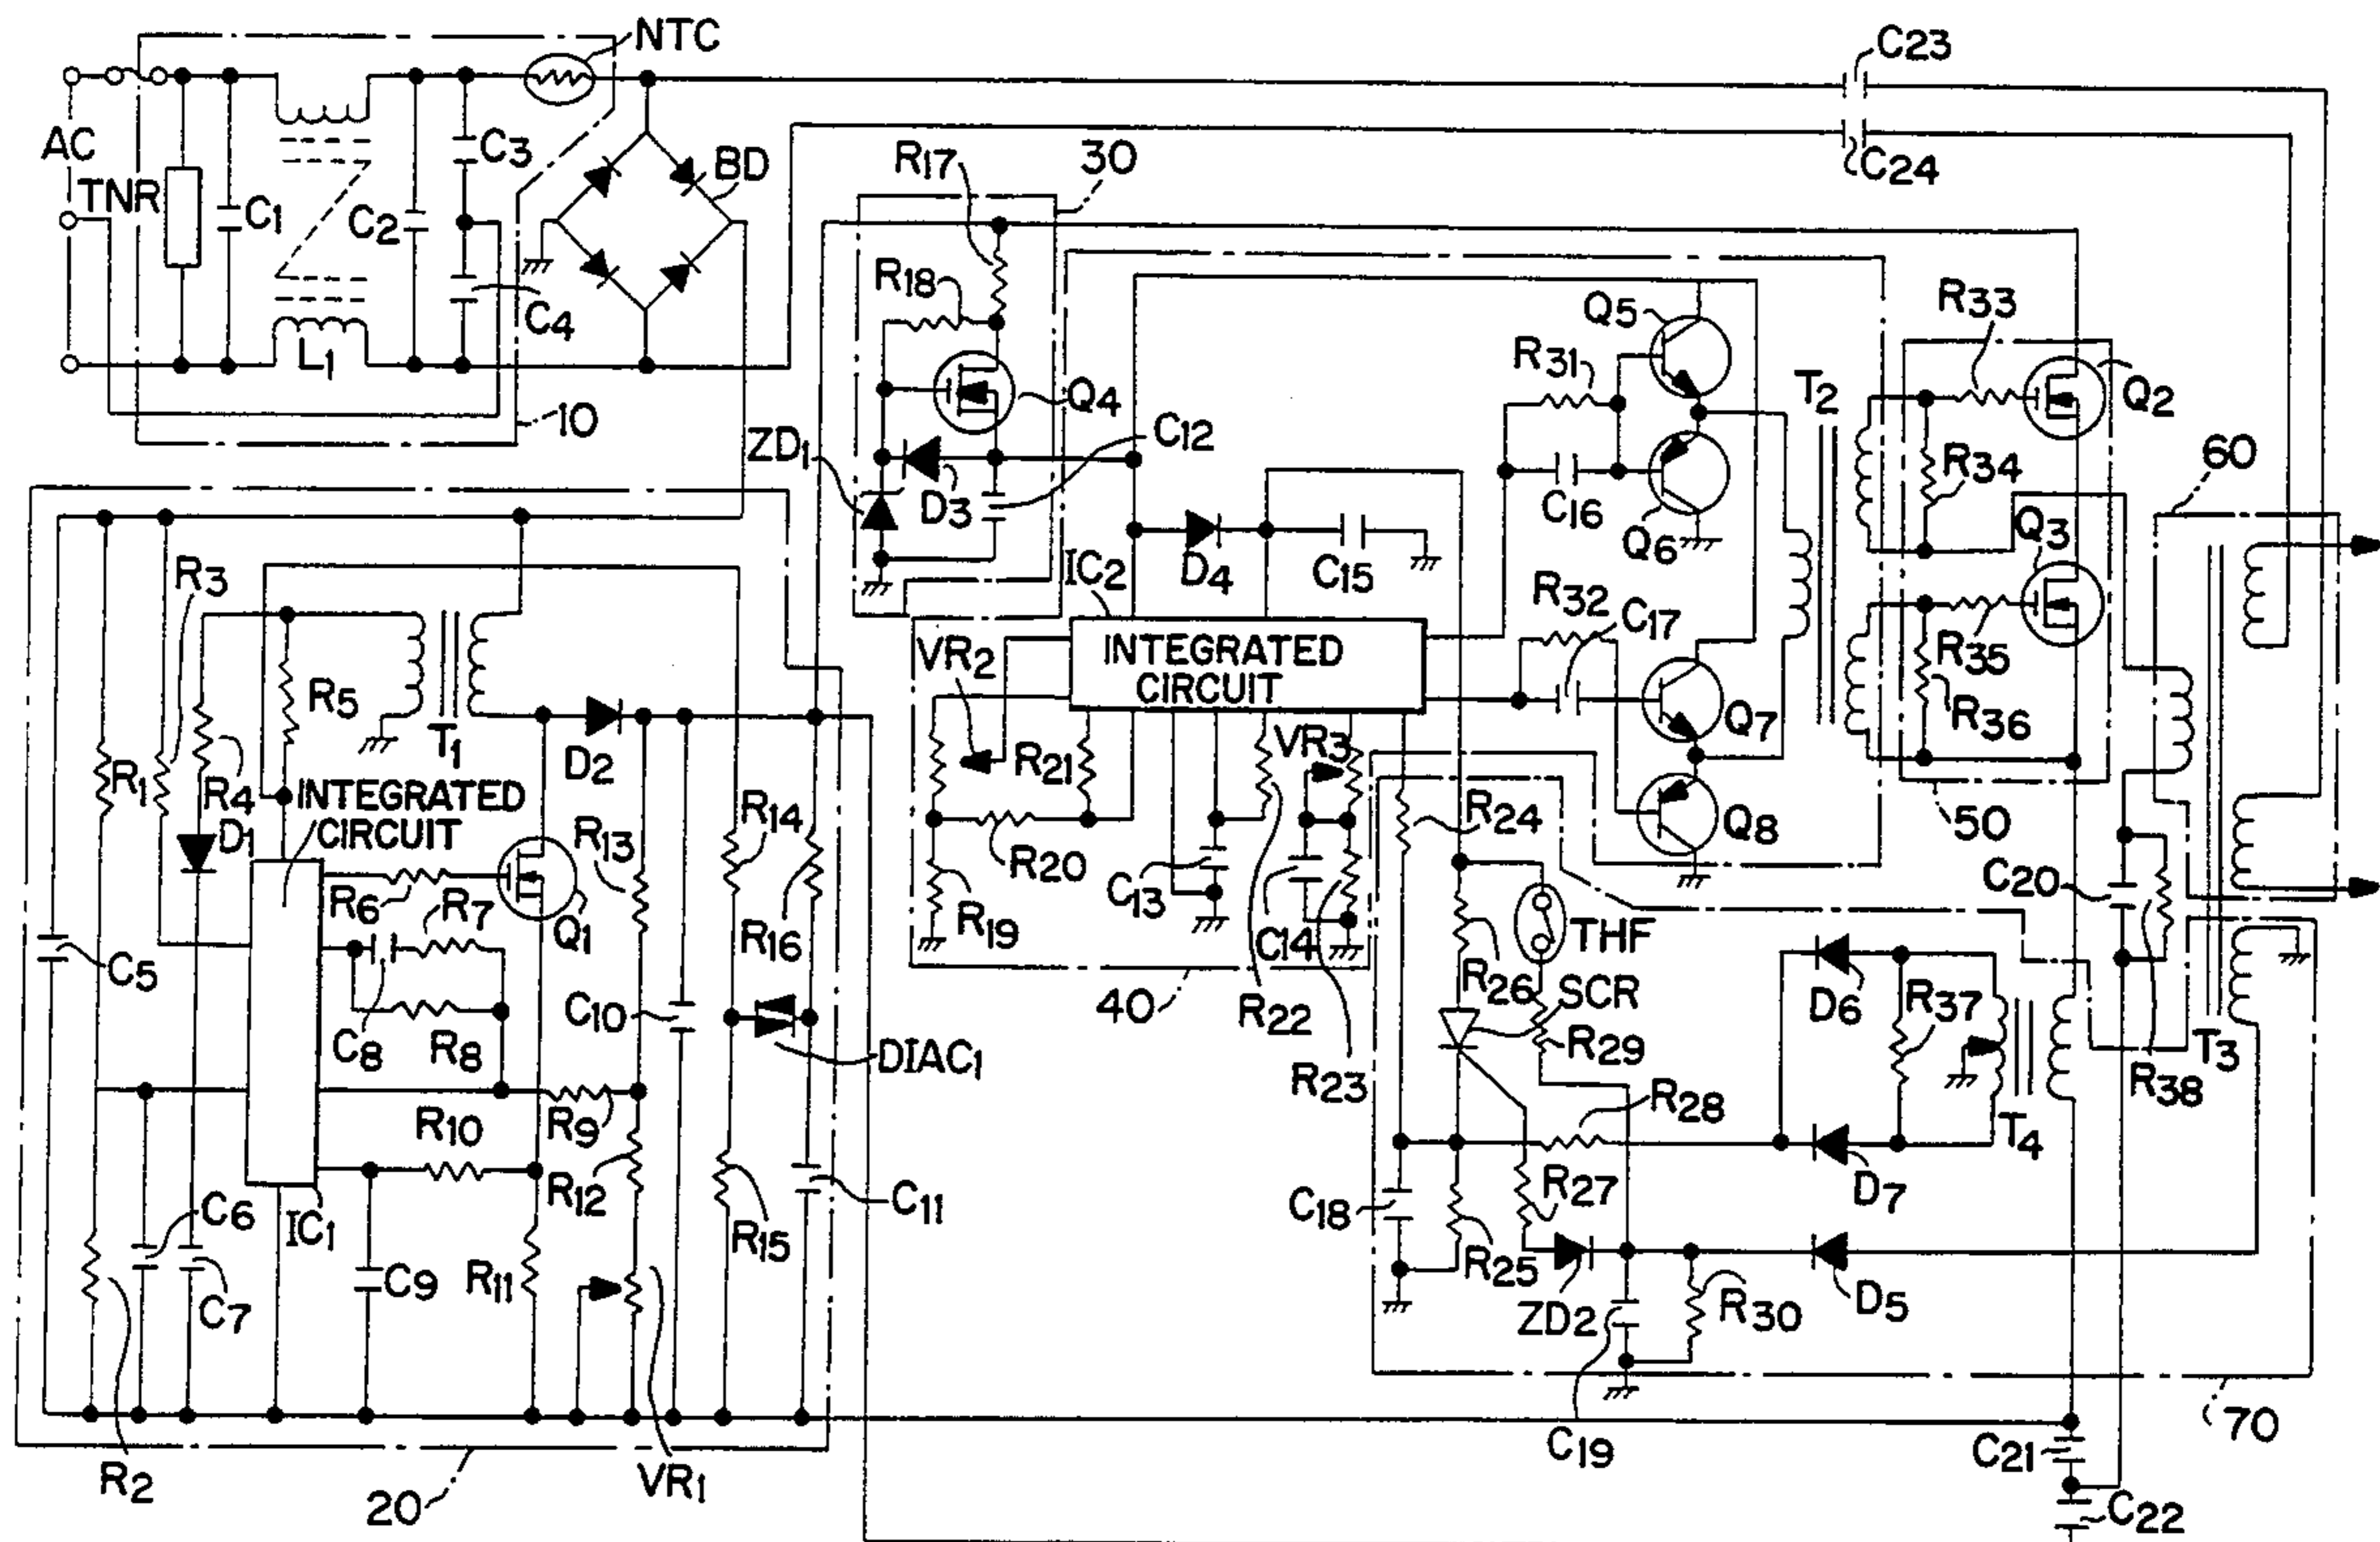 NTC
C23
AC
TNR
C1
C2
C3
BD
C24
R17
30
R18
C4
L1
10
Q4
C12
ZD1
D3
Q5
R31
R33
T2
Q2
R34
60
C16
Q6
Q3
R3
IC2
D4
C15
R32
C17
R35
R36
VR2
INTEGRATED
CIRCUIT
R5
T1
D2
R21
VR3
Q7
R1
R4
D1
INTEGRATED
CIRCUIT
R13
R14
R20
R24
Q8
50
C13
C20
R6
R7
Q1
R16
R19
C14
THF
R26
SCR
C5
C10
40
R22
D6
R37
R38
T3
C8
R8
DIAC1
R23
R29
R28
T4
R10
R9
R12
C11
R27
D7
C18
C6
IC1
R15
C7
C9
R11
R25
ZD2
R30
D5
R2
20
VR1
C19
70
C21
C22